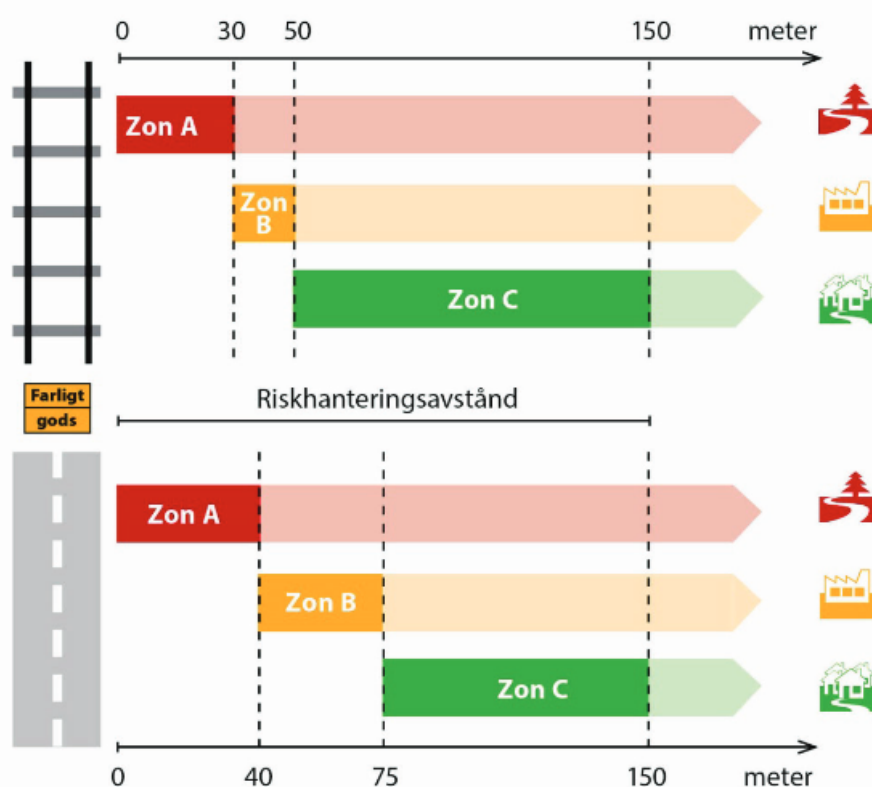 0 30 50 150 meter
Zon A
Zon
B
Zon C
Farligt
gods
Riskhanteringsavstånd
Zon A
Zon B
Zon C
0 40 75 150 meter